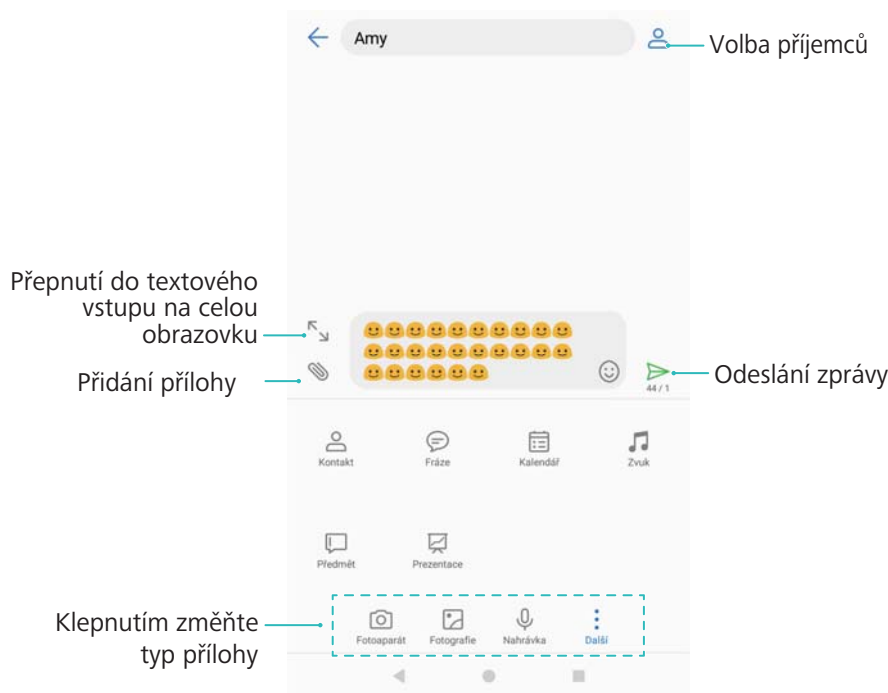 Amy
Volba příjemců
Přepnutí do textového
vstupu na celou
obrazovku
Přidání přílohy
Odeslání zprávy
44 / 1
Kontakt
Fráze
Kalendář
Zvuk
Předmět
Prezentace
Klepnutím změňte
typ přílohy
Fotoaparát
Fotografie
Nahrávka
Další